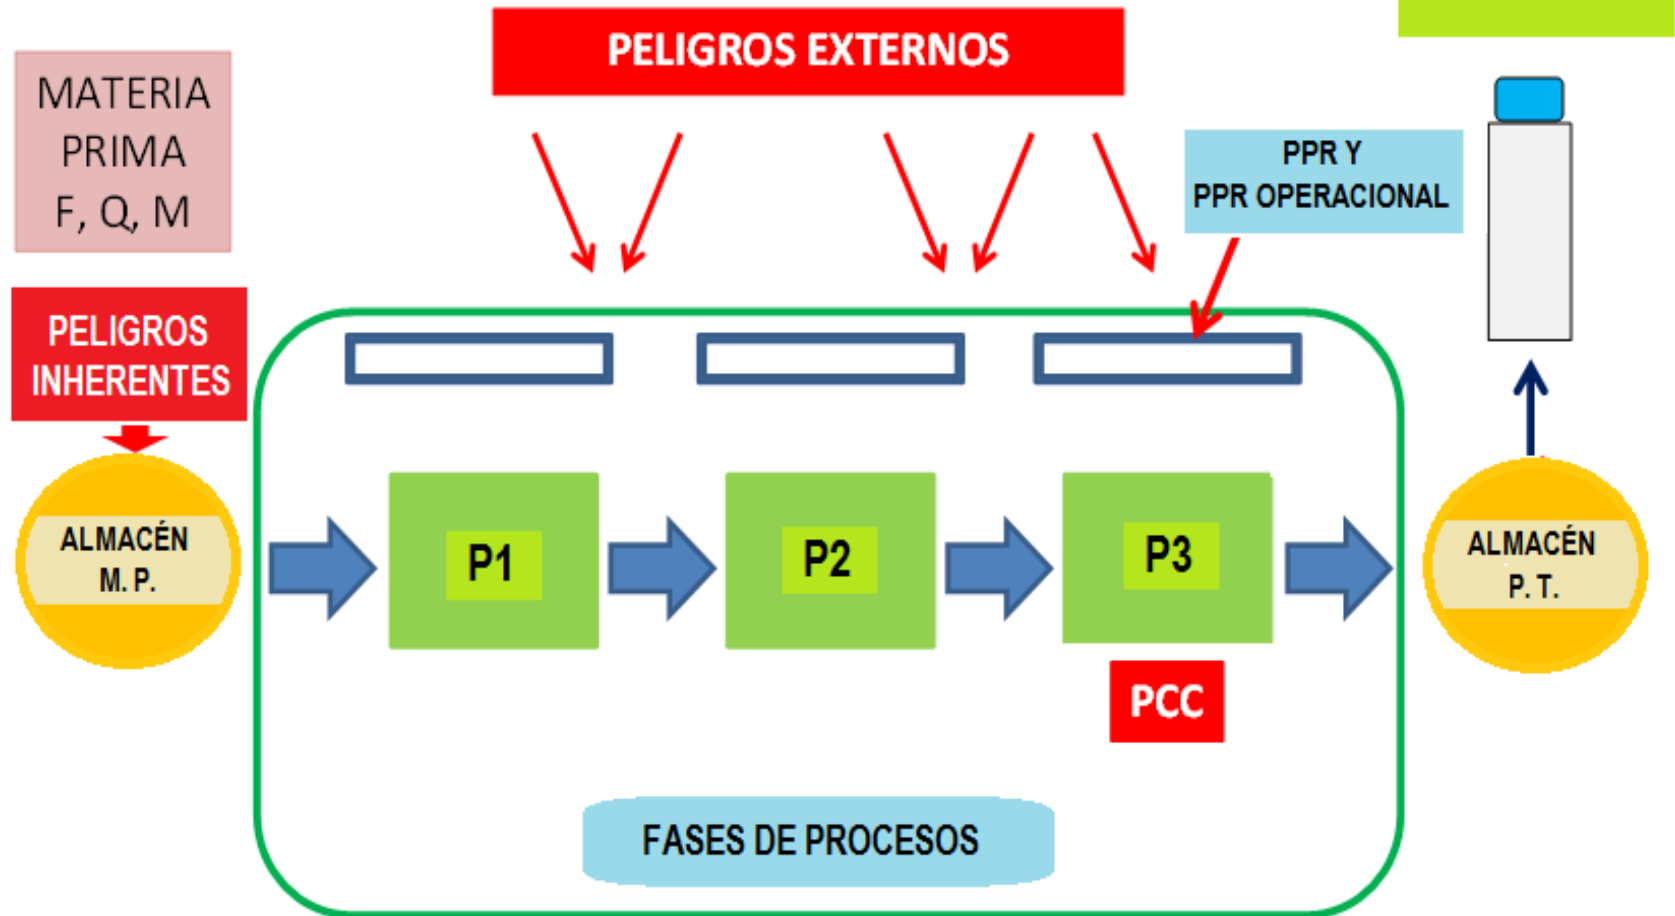 PELIGROS EXTERNOS
MATERIA
PRIMA
F, Q, M
PPR Y
PPR OPERACIONAL
PELIGROS
INHERENTES
ALMACÉN
M. P.
P1
P2
P3
ALMACÉN
P. T.
PCC
FASES DE PROCESOS